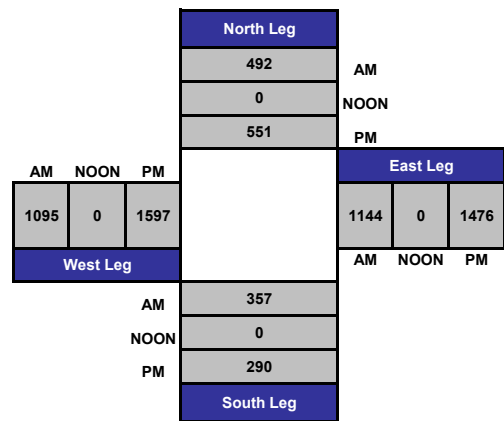 North Leg
492 AM
0 NOON
551 PM
AM NOON PM
East Leg
1095 0 1597
1144 0 1476
West Leg
AM NOON PM
AM 357
NOON 0
PM 290
South Leg